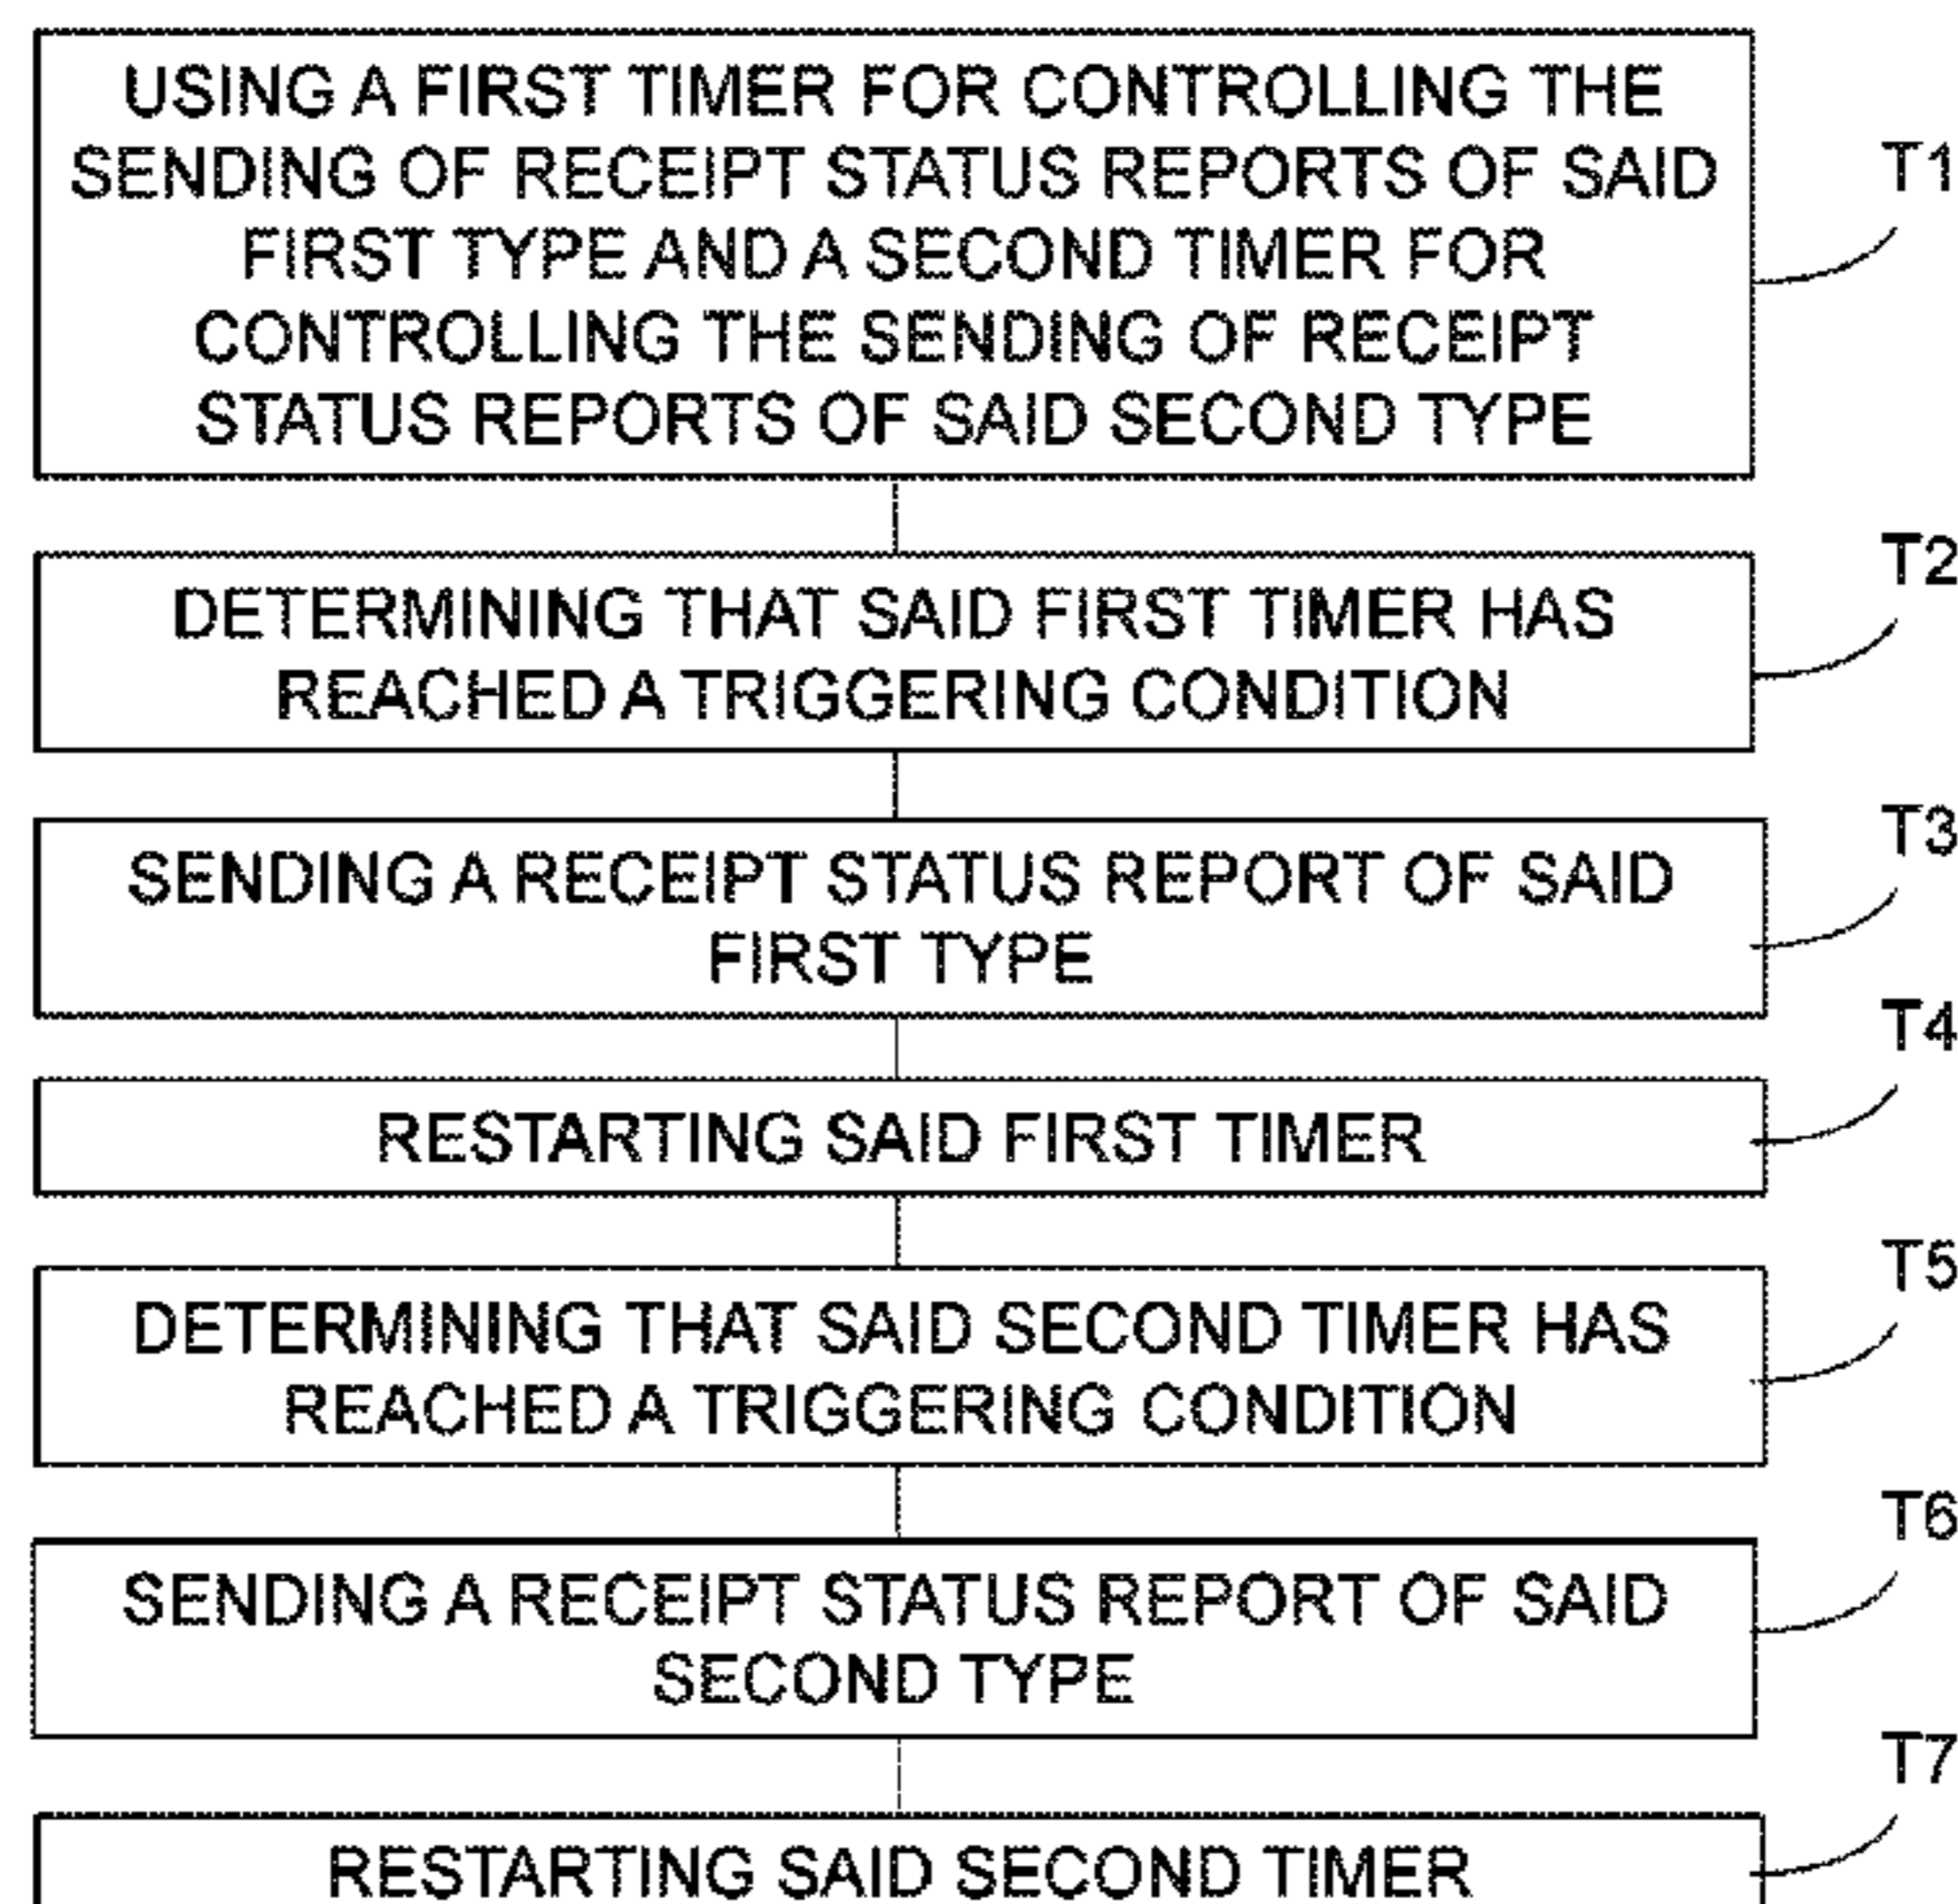 USING A FIRST TIMER FOR CONTROLLING THE
SENDING OF RECEIPT STATUS REPORTS OF SAID
FIRST TYPE AND A SECOND TIMER FOR
CONTROLLING THE SENDING OF RECEIPT
STATUS REPORTS OF SAID SECOND TYPE
T1
DETERMINING THAT SAID FIRST TIMER HAS
REACHED A TRIGGERING CONDITION
T2
SENDING A RECEIPT STATUS REPORT OF SAID
FIRST TYPE
T3
RESTARTING SAID FIRST TIMER
T4
DETERMINING THAT SAID SECOND TIMER HAS
REACHED A TRIGGERING CONDITION
T5
SENDING A RECEIPT STATUS REPORT OF SAID
SECOND TYPE
T6
RESTARTING SAID SECOND TIMER
T7